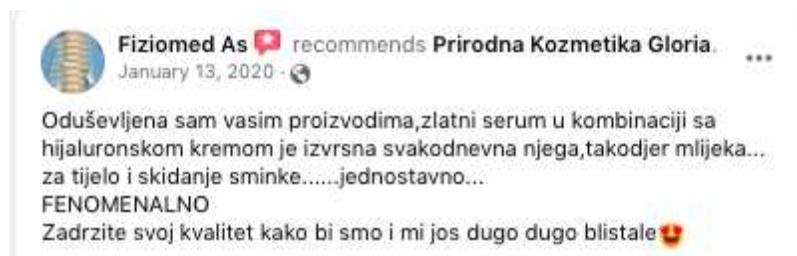 Fiziomed As recommends Prirodna Kozmetika Gloria.
January 13, 2020 ·
Oduševljena sam vasim proizvodima,zlatni serum u kombinaciji sa
hijaluronskom kremom je izvrsna svakodnevna njega,takodjer mlijeka...
za tijelo i skidanje sminke......jednostavno...
FENOMENALNO
Zadrzite svoj kvalitet kako bi smo i mi jos dugo dugo blistale😍